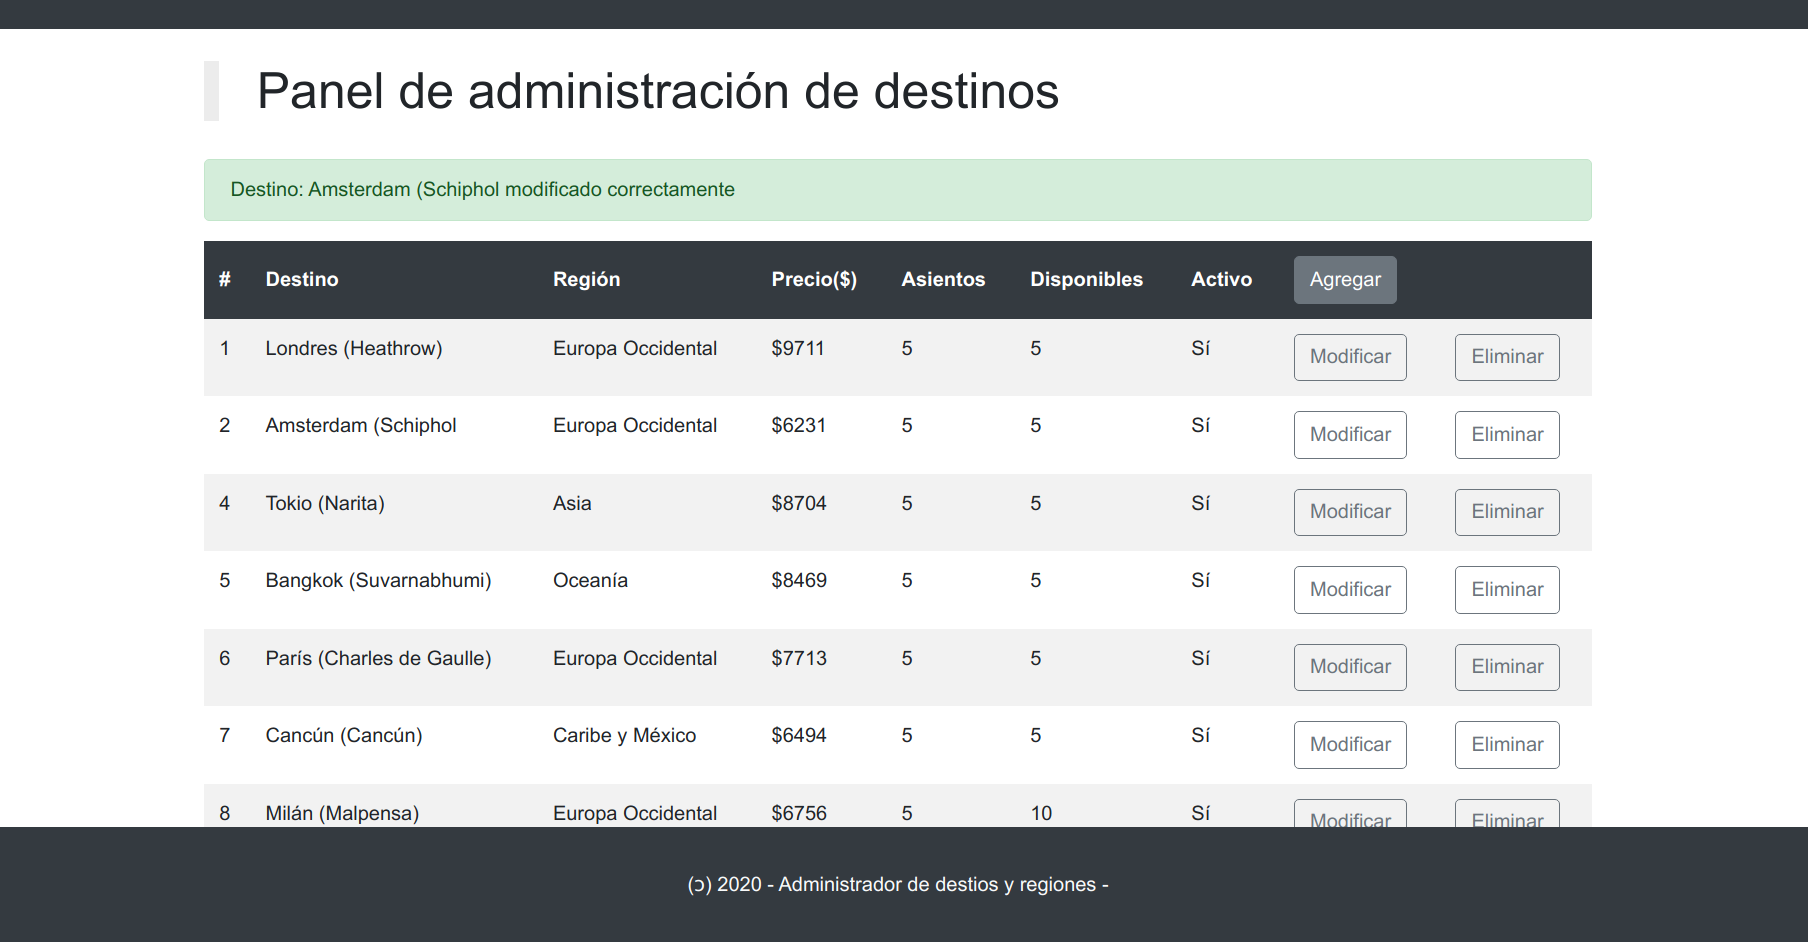 Panel de administración de destinos
Destino: Amsterdam (Schiphol modificado correctamente
# Destino Región Precio($) Asientos Disponibles Activo Agregar
1 Londres (Heathrow) Europa Occidental $9711 5 5 Sí Modificar Eliminar
2 Amsterdam (Schiphol Europa Occidental $6231 5 5 Sí Modificar Eliminar
4 Tokio (Narita) Asia $8704 5 5 Sí Modificar Eliminar
5 Bangkok (Suvarnabhumi) Oceanía $8469 5 5 Sí Modificar Eliminar
6 París (Charles de Gaulle) Europa Occidental $7713 5 5 Sí Modificar Eliminar
7 Cancún (Cancún) Caribe y México $6494 5 5 Sí Modificar Eliminar
8 Milán (Malpensa) Europa Occidental $6756 5 10 Sí Modificar Eliminar
(ɔ) 2020 - Administrador de destios y regiones -